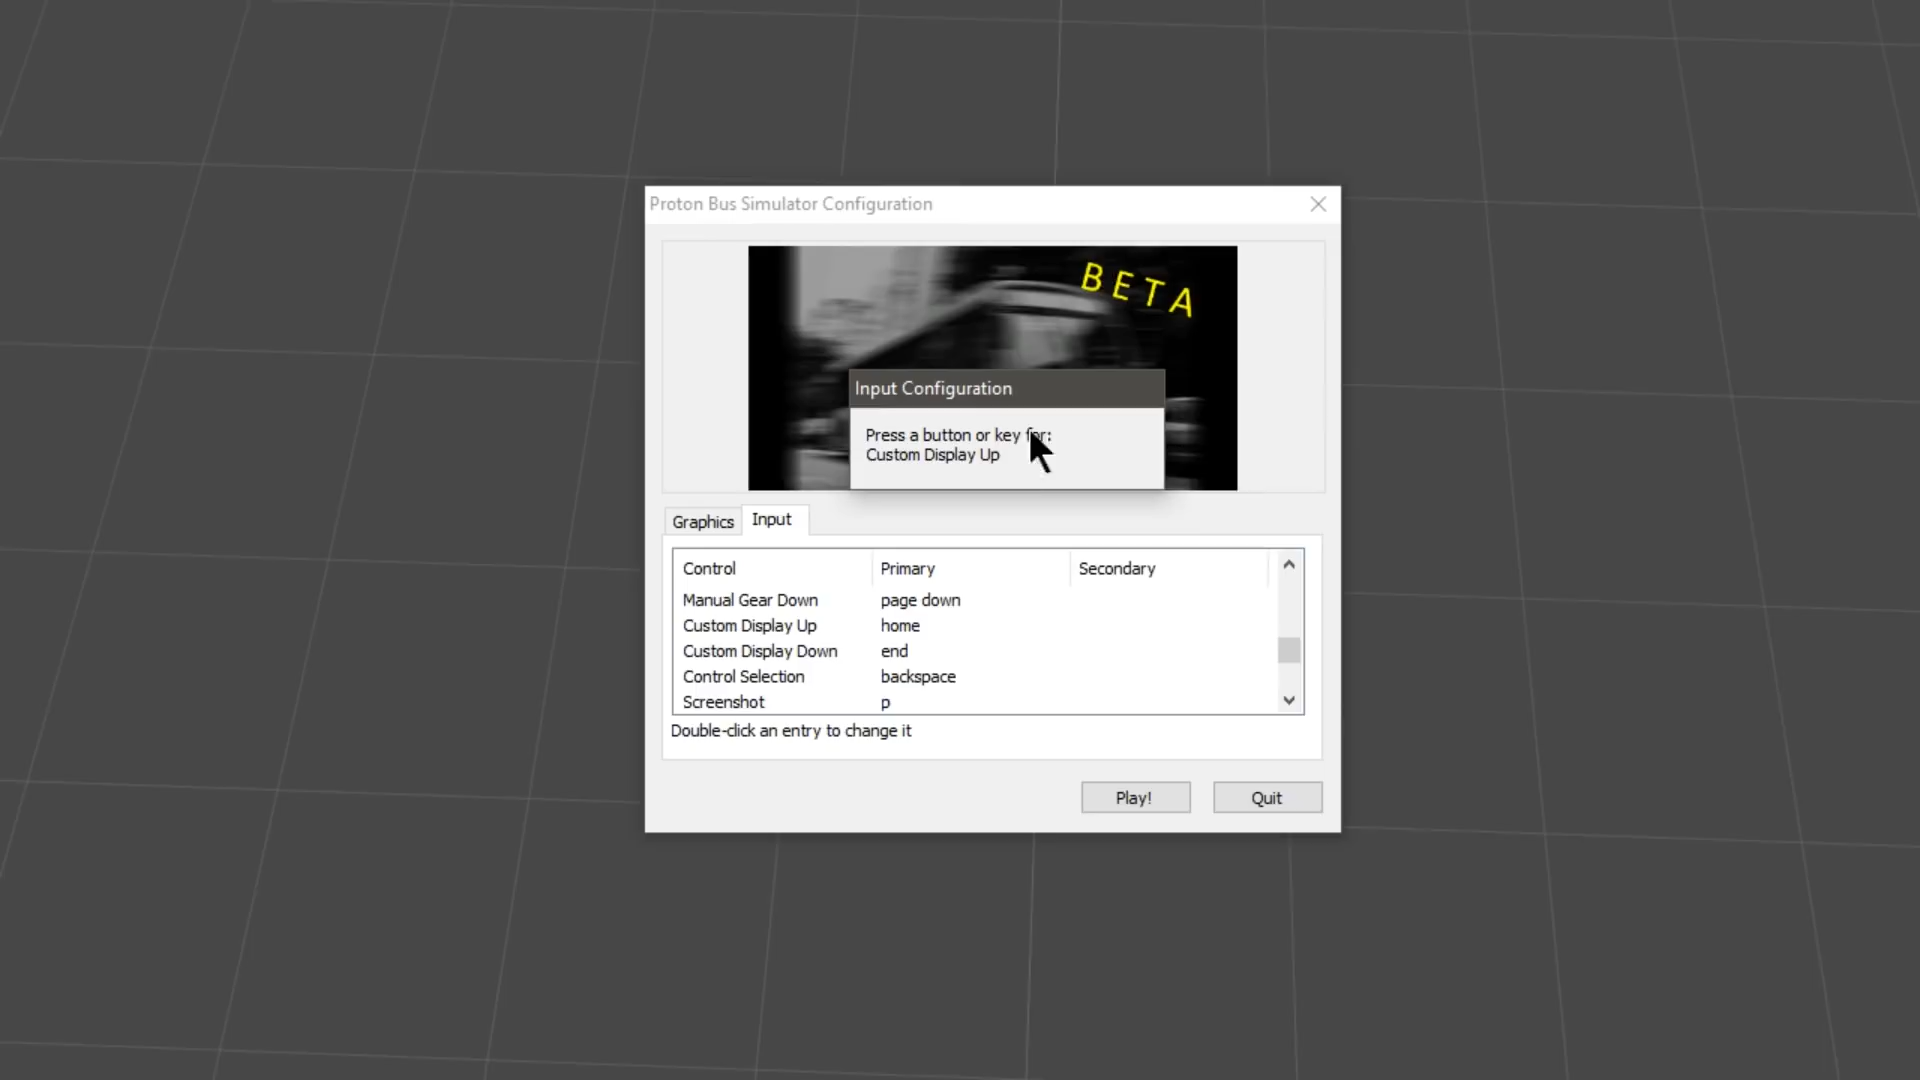 Proton Bus Simulator Configuration
BETA
Input Configuration
Press a button or key for:
Custom Display Up
Graphics Input
Control Primary Secondary
Manual Gear Down page down
Custom Display Up home
Custom Display Down end
Control Selection backspace
Screenshot p
Double-click an entry to change it
Play! Quit